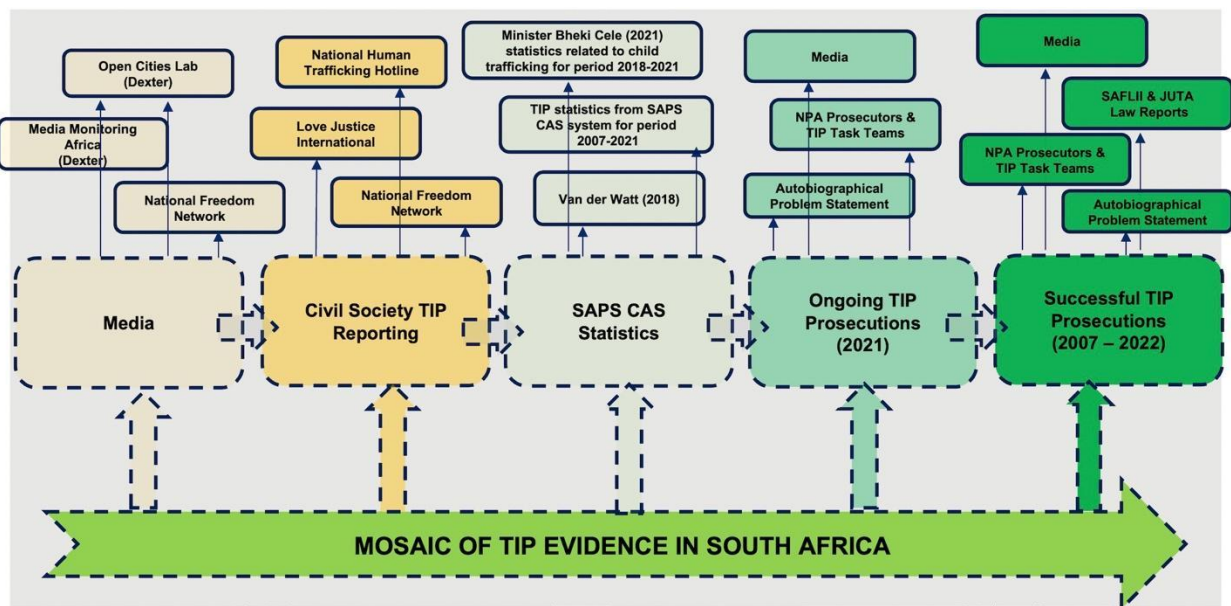 Open Cities Lab
(Dexter)
Media Monitoring
Africa
(Dexter)
National Freedom
Network
National Human
Trafficking Hotline
Love Justice
International
National Freedom
Network
Minister Bheki Cele (2021)
statistics related to child
trafficking for period 2018-2021
TIP statistics from SAPS
CAS system for period
2007-2021
Van der Watt (2018)
Media
NPA Prosecutors &
TIP Task Teams
Autobiographical
Problem Statement
Media
SAFLII & JUTA
Law Reports
NPA Prosecutors &
TIP Task Teams
Autobiographical
Problem Statement
Media
Civil Society TIP
Reporting
SAPS CAS
Statistics
Ongoing TIP
Prosecutions
(2021)
Successful TIP
Prosecutions
(2007 – 2022)
MOSAIC OF TIP EVIDENCE IN SOUTH AFRICA